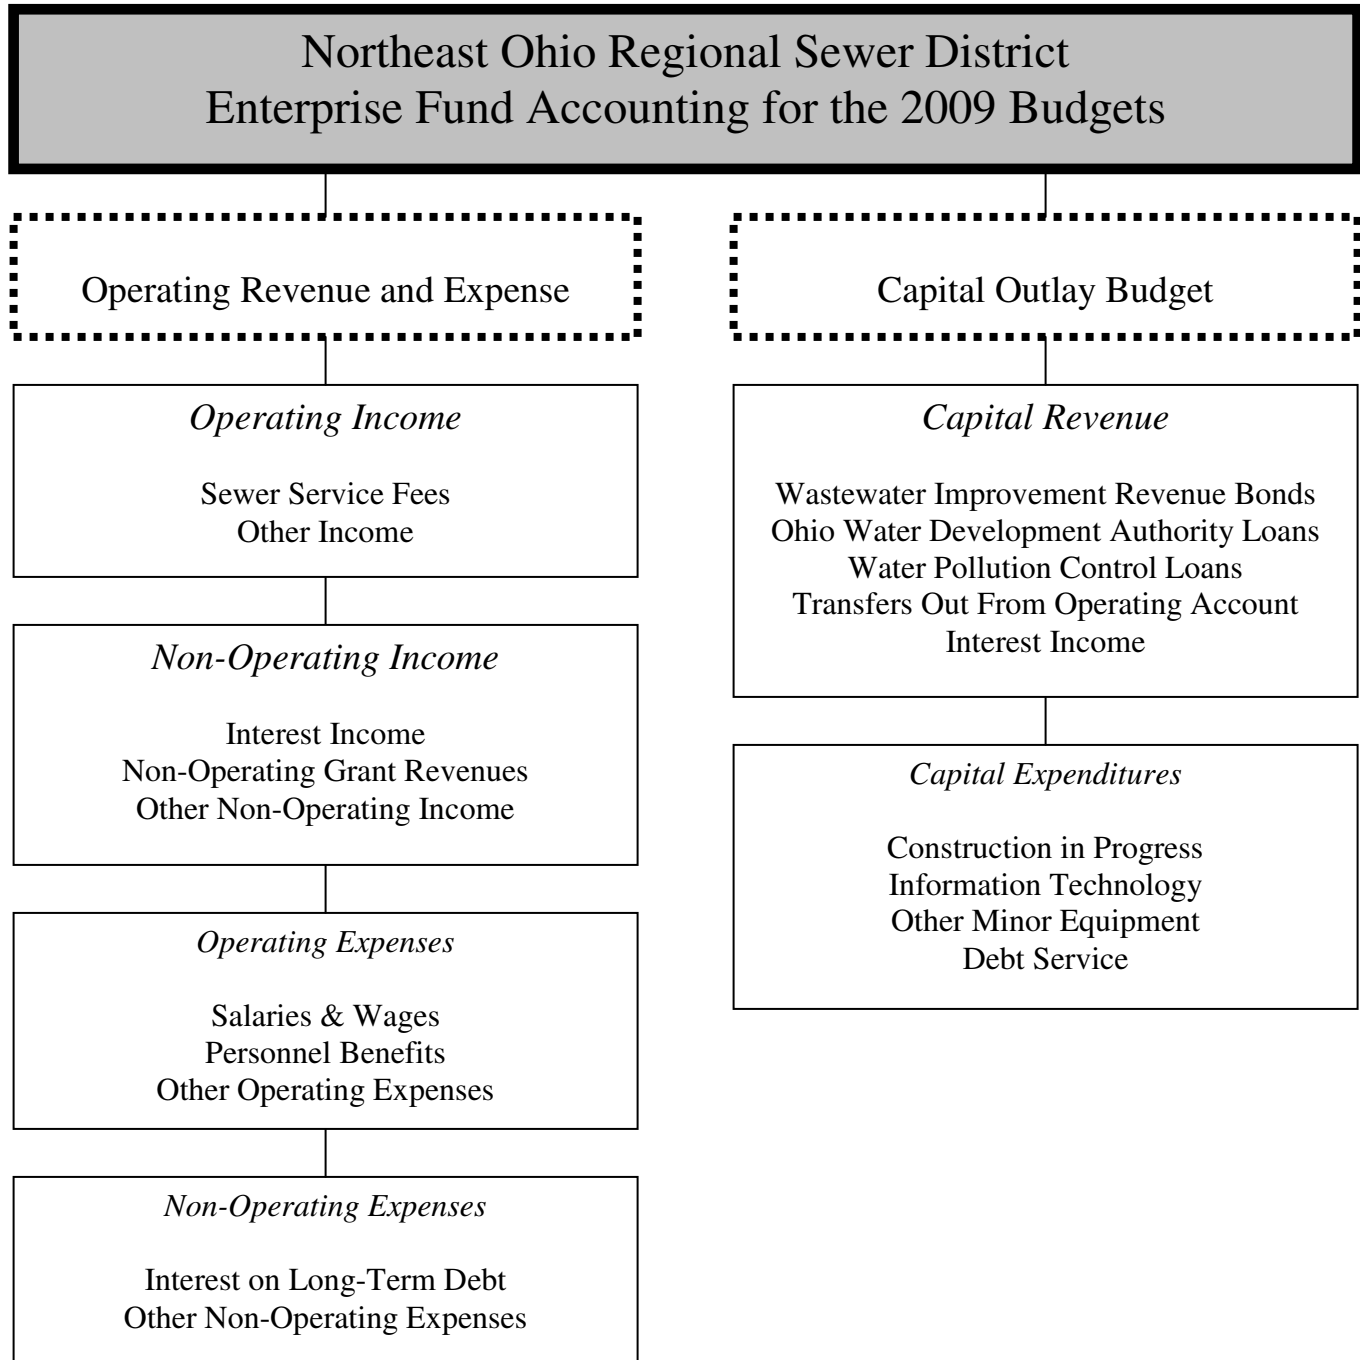 Northeast Ohio Regional Sewer District
Enterprise Fund Accounting for the 2009 Budgets
Operating Revenue and Expense
Operating Income
Sewer Service Fees
Other Income
Non-Operating Income
Interest Income
Non-Operating Grant Revenues
Other Non-Operating Income
Operating Expenses
Salaries & Wages
Personnel Benefits
Other Operating Expenses
Non-Operating Expenses
Interest on Long-Term Debt
Other Non-Operating Expenses
Capital Outlay Budget
Capital Revenue
Wastewater Improvement Revenue Bonds
Ohio Water Development Authority Loans
Water Pollution Control Loans
Transfers Out From Operating Account
Interest Income
Capital Expenditures
Construction in Progress
Information Technology
Other Minor Equipment
Debt Service